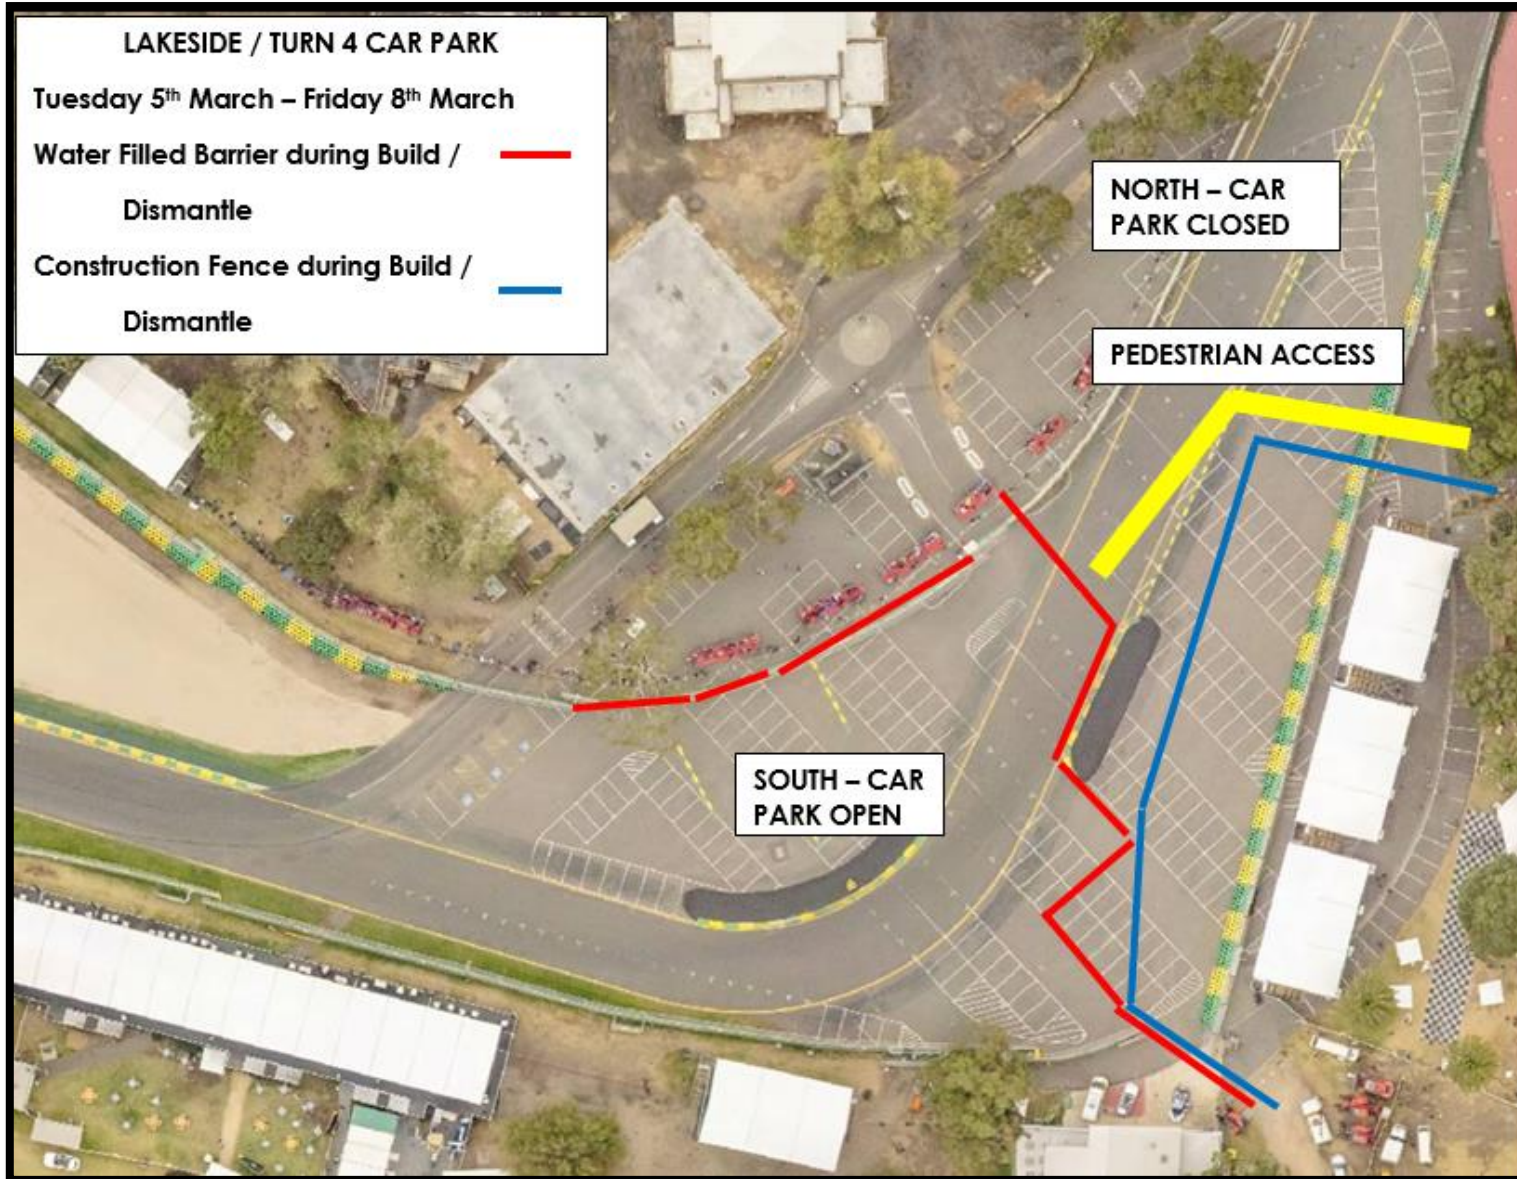 LAKESIDE / TURN 4 CAR PARK
Tuesday 5th March – Friday 8th March
Water Filled Barrier during Build /
Dismantle
Construction Fence during Build /
Dismantle
NORTH – CAR
PARK CLOSED
PEDESTRIAN ACCESS
SOUTH – CAR
PARK OPEN